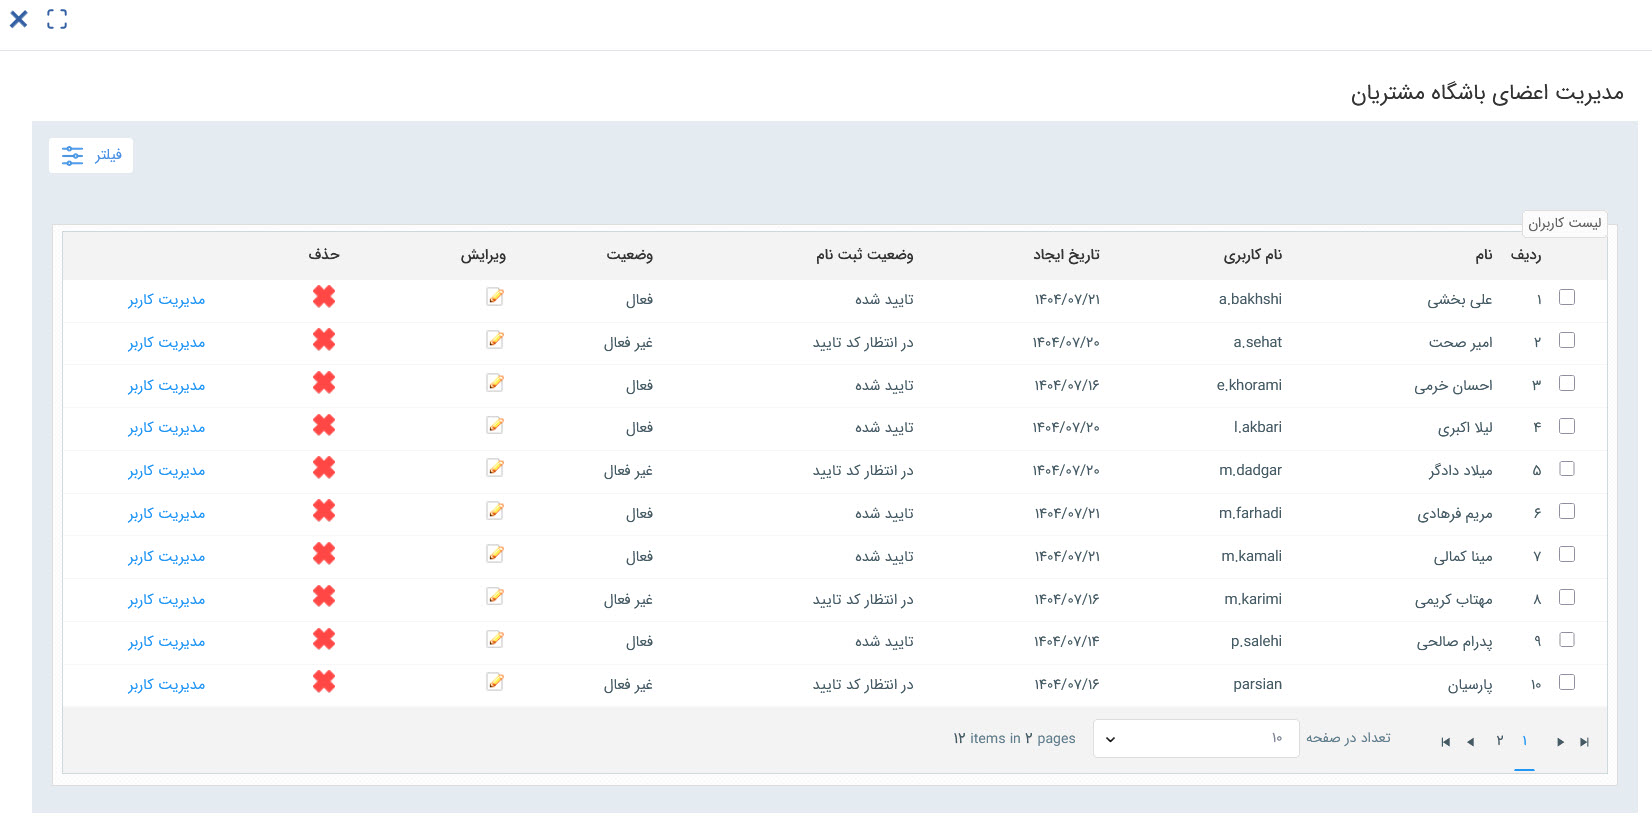 مدیریت اعضای باشگاه مشتریان
فیلتر
لیست کاربران
ردیف نام نام کاربری تاریخ ایجاد وضعیت ثبت نام وضعیت ویرایش حذف
۱ علی بخشی a.bakhshi ۱۴۰۴/۰۷/۲۱ تایید شده فعال مدیریت کاربر
۲ امیر صحت a.sehat ۱۴۰۴/۰۷/۲۰ در انتظار کد تایید غیر فعال مدیریت کاربر
۳ احسان خرمی e.khorami ۱۴۰۴/۰۷/۱۶ تایید شده فعال مدیریت کاربر
۴ لیلا اکبری l.akbari ۱۴۰۴/۰۷/۲۰ تایید شده فعال مدیریت کاربر
۵ میلاد دادگر m.dadgar ۱۴۰۴/۰۷/۲۰ در انتظار کد تایید غیر فعال مدیریت کاربر
۶ مریم فرهادی m.farhadi ۱۴۰۴/۰۷/۲۱ تایید شده فعال مدیریت کاربر
۷ مینا کمالی m.kamali ۱۴۰۴/۰۷/۲۱ تایید شده فعال مدیریت کاربر
۸ مهتاب کریمی m.karimi ۱۴۰۴/۰۷/۱۶ در انتظار کد تایید غیر فعال مدیریت کاربر
۹ پدرام صالحی p.salehi ۱۴۰۴/۰۷/۱۴ تایید شده فعال مدیریت کاربر
۱۰ پارسیان parsian ۱۴۰۴/۰۷/۱۶ در انتظار کد تایید غیر فعال مدیریت کاربر
۱ ۲ تعداد در صفحه ۱۰ ۱۲ items in ۲ pages